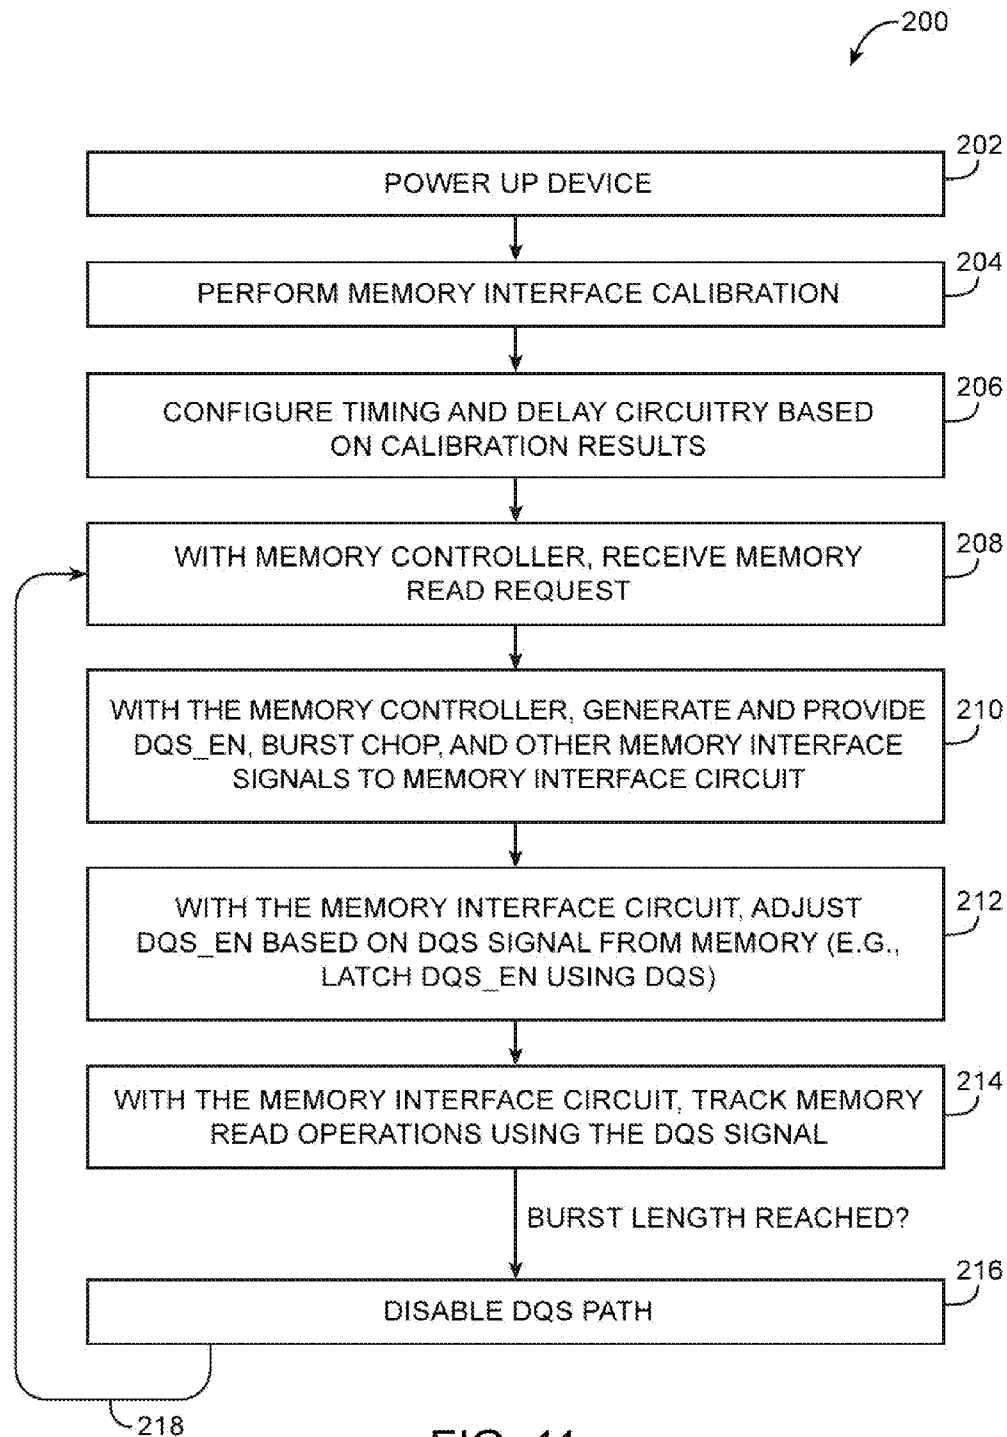 200
202
POWER UP DEVICE
204
PERFORM MEMORY INTERFACE CALIBRATION
206
CONFIGURE TIMING AND DELAY CIRCUITRY BASED
ON CALIBRATION RESULTS
208
WITH MEMORY CONTROLLER, RECEIVE MEMORY
READ REQUEST
210
WITH THE MEMORY CONTROLLER, GENERATE AND PROVIDE
DQS_EN, BURST CHOP, AND OTHER MEMORY INTERFACE
SIGNALS TO MEMORY INTERFACE CIRCUIT
212
WITH THE MEMORY INTERFACE CIRCUIT, ADJUST
DQS_EN BASED ON DQS SIGNAL FROM MEMORY (E.G.,
LATCH DQS_EN USING DQS)
214
WITH THE MEMORY INTERFACE CIRCUIT, TRACK MEMORY
READ OPERATIONS USING THE DQS SIGNAL
BURST LENGTH REACHED?
216
DISABLE DQS PATH
218